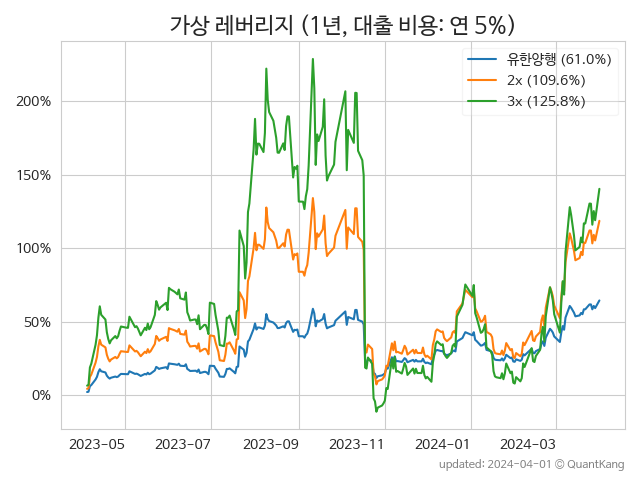 가상 레버리지 (1년, 대출 비용: 연 5%)
유한양행 (61.0%)
2x (109.6%)
3x (125.8%)
200%
150%
100%
50%
0%
2023-05 2023-07 2023-09 2023-11 2024-01 2024-03
updated: 2024-04-01 © QuantKang